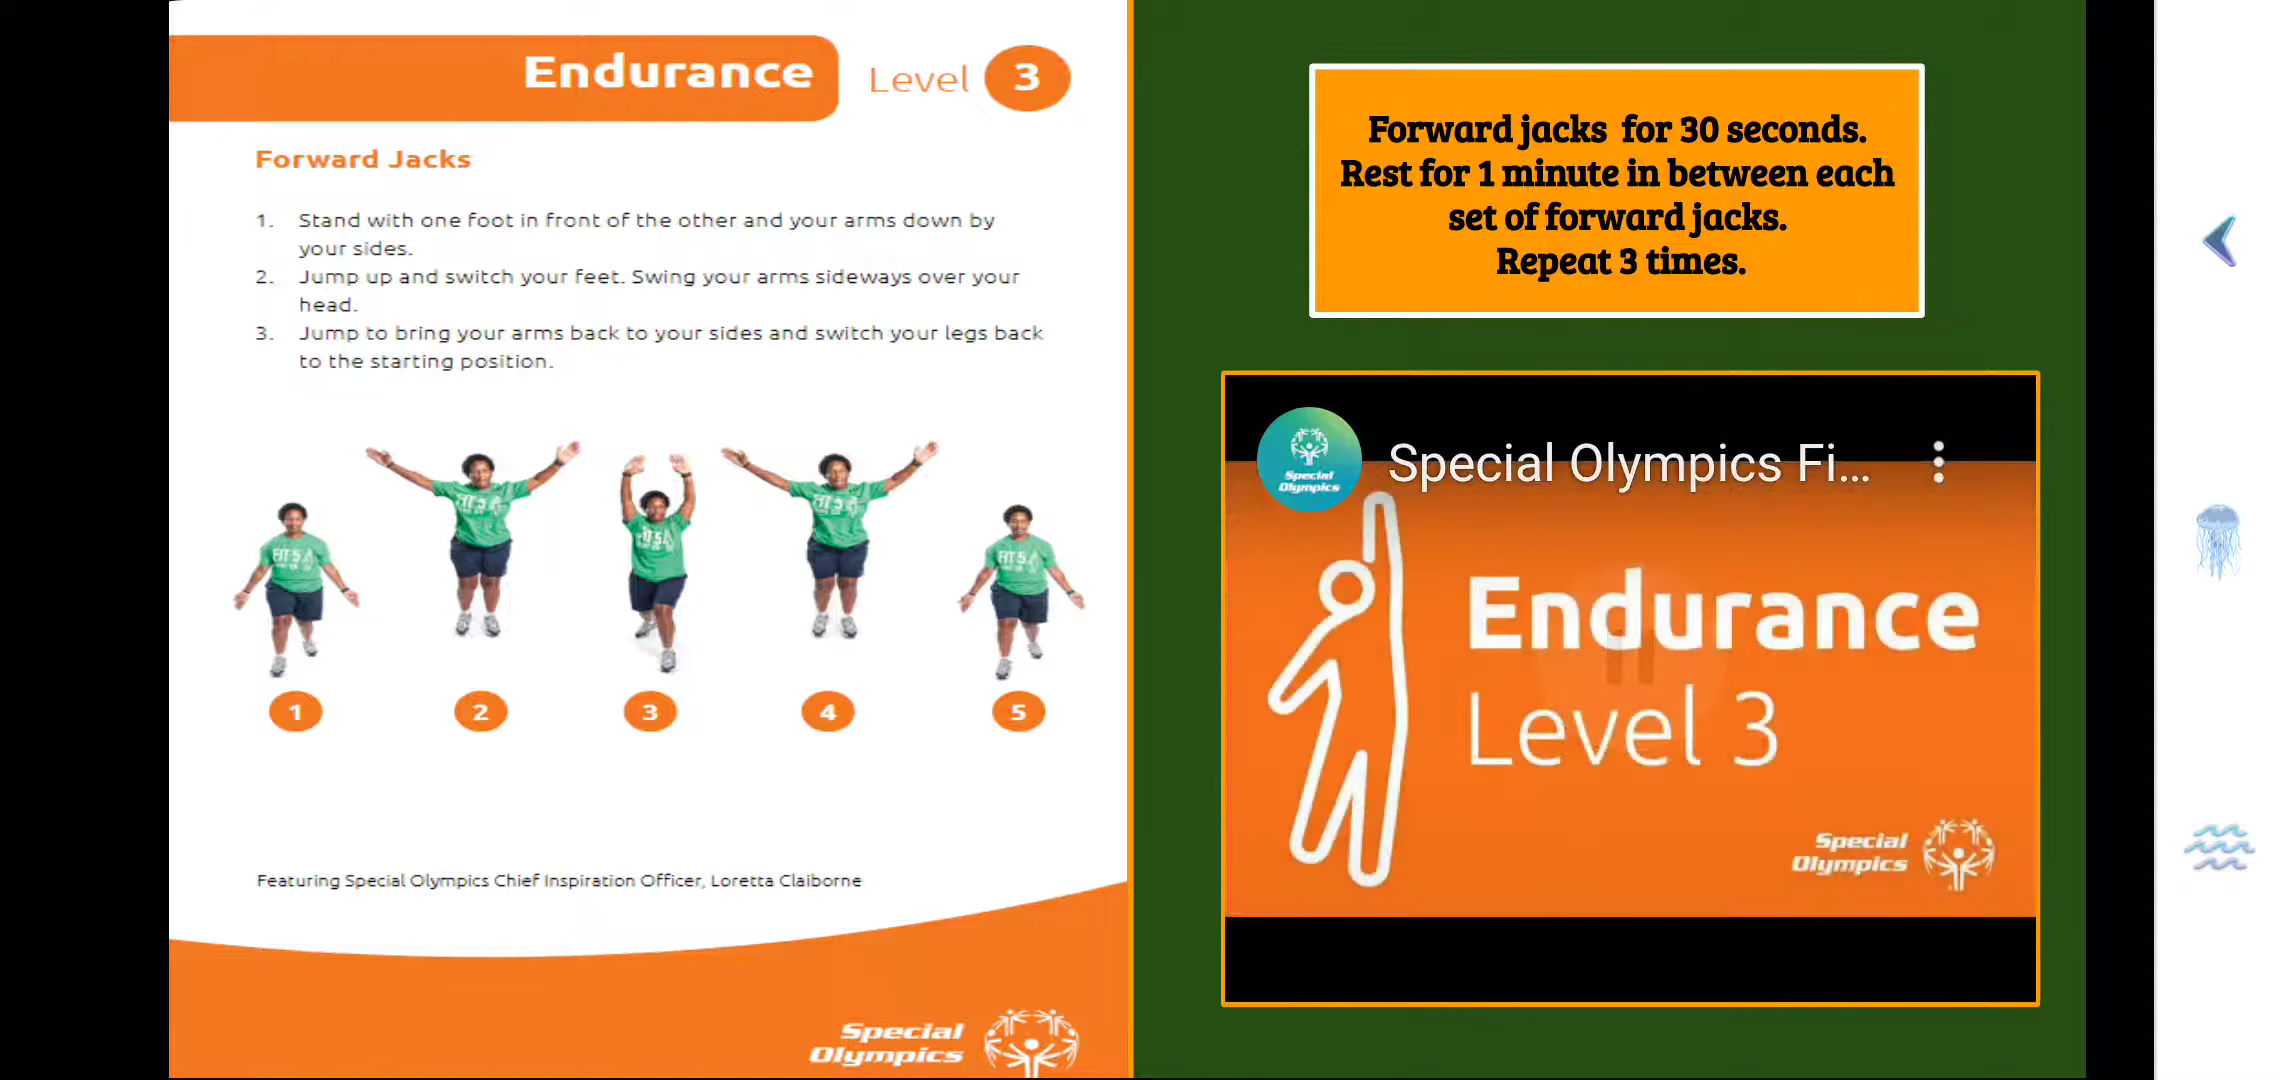 Endurance Level 3
Forward Jacks
1. Stand with one foot in front of the other and your arms down by
your sides.
2. Jump up and switch your feet. Swing your arms sideways over your
head.
3. Jump to bring your arms back to your sides and switch your legs back
to the starting position.
1 2 3 4 5
Featuring Special Olympics Chief Inspiration Officer, Loretta Claiborne
Special
Olympics
Forward jacks for 30 seconds.
Rest for 1 minute in between each
set of forward jacks.
Repeat 3 times.
Special
Olympics
Special Olympics Fi...
Endurance
Level 3
Special
Olympics